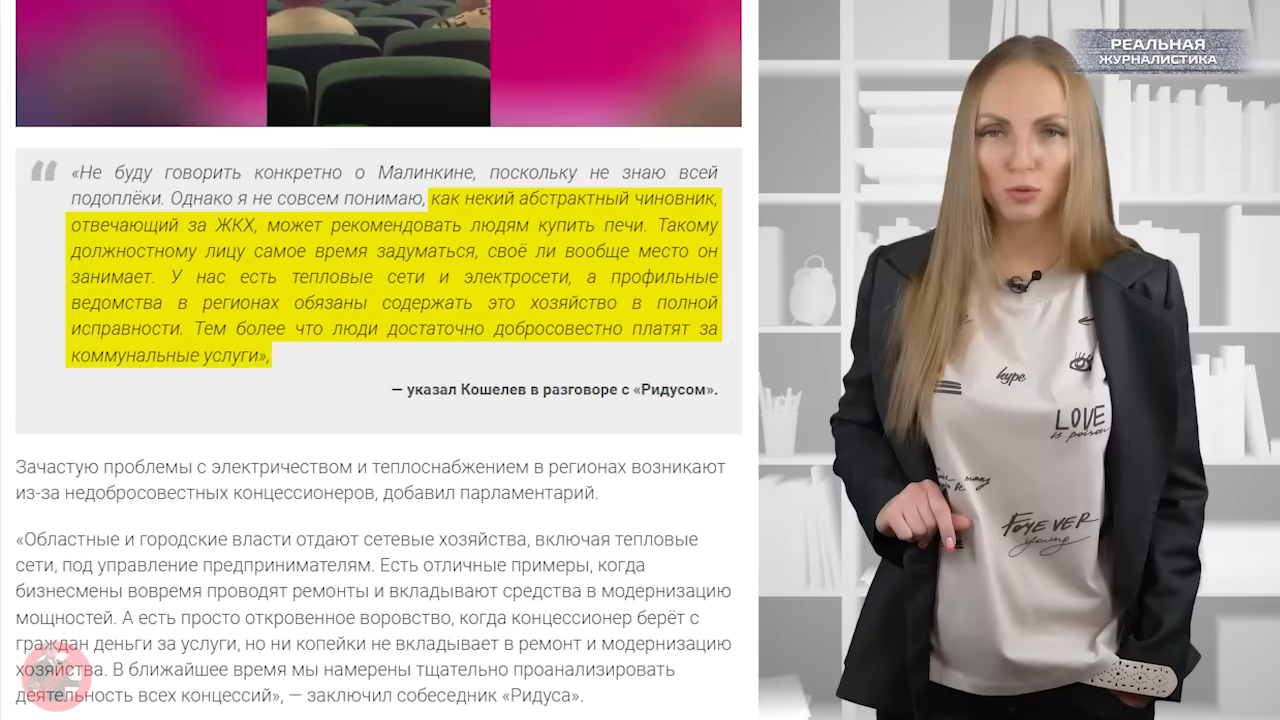 «Не буду говорить конкретно о Малинкине, поскольку не знаю всей
подоплёки. Однако я не совсем понимаю, как некий абстрактный чиновник,
отвечающий за ЖКХ, может рекомендовать людям купить печи. Такому
должностному лицу самое время задуматься, своё ли вообще место он
занимает. У нас есть тепловые сети и электросети, а профильные
ведомства в регионах обязаны содержать это хозяйство в полной
исправности. Тем более что люди достаточно добросовестно платят за
коммунальные услуги»,
— указал Кошелев в разговоре с «Ридусом».
Зачастую проблемы с электричеством и теплоснабжением в регионах возникают
из-за недобросовестных концессионеров, добавил парламентарий.
«Областные и городские власти отдают сетевые хозяйства, включая тепловые
сети, под управление предпринимателям. Есть отличные примеры, когда
бизнесмены вовремя проводят ремонты и вкладывают средства в модернизацию
мощностей. А есть просто откровенное воровство, когда концессионер берёт с
граждан деньги за услуги, но ни копейки не вкладывает в ремонт и модернизацию
хозяйства. В ближайшее время мы намерены тщательно проанализировать
деятельность всех концессий», — заключил собеседник «Ридуса».
РЕАЛЬНАЯ
ЖУРНАЛИСТИКА
hype
LOVE
is poison
FOYEVER
young